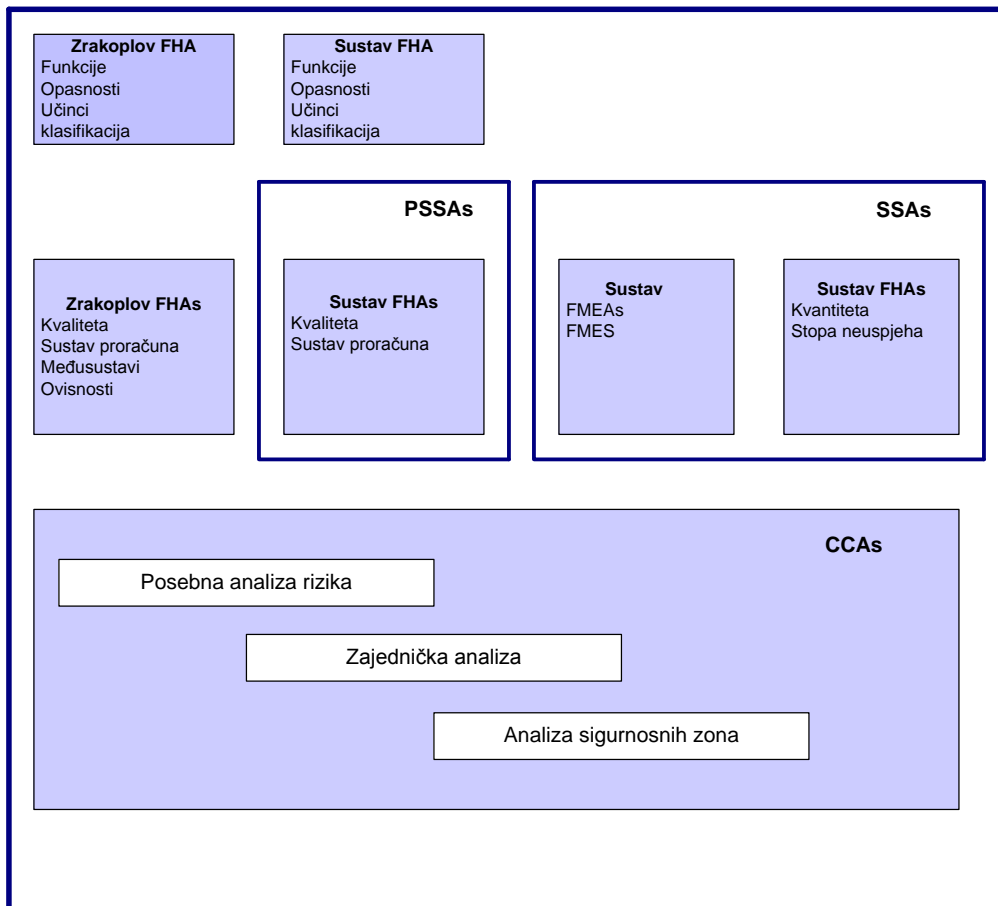 Zrakoplov FHA
Funkcije
Opasnosti
Učinci
klasifikacija
Sustav FHA
Funkcije
Opasnosti
Učinci
klasifikacija
PSSAs
SSAs
Zrakoplov FHAs
Kvaliteta
Sustav proračuna
Međusustavi
Ovisnosti
Sustav FHAs
Kvaliteta
Sustav proračuna
Sustav
FMEAs
FMES
Sustav FHAs
Kvantiteta
Stopa neuspjeha
CCAs
Posebna analiza rizika
Zajednička analiza
Analiza sigurnosnih zona